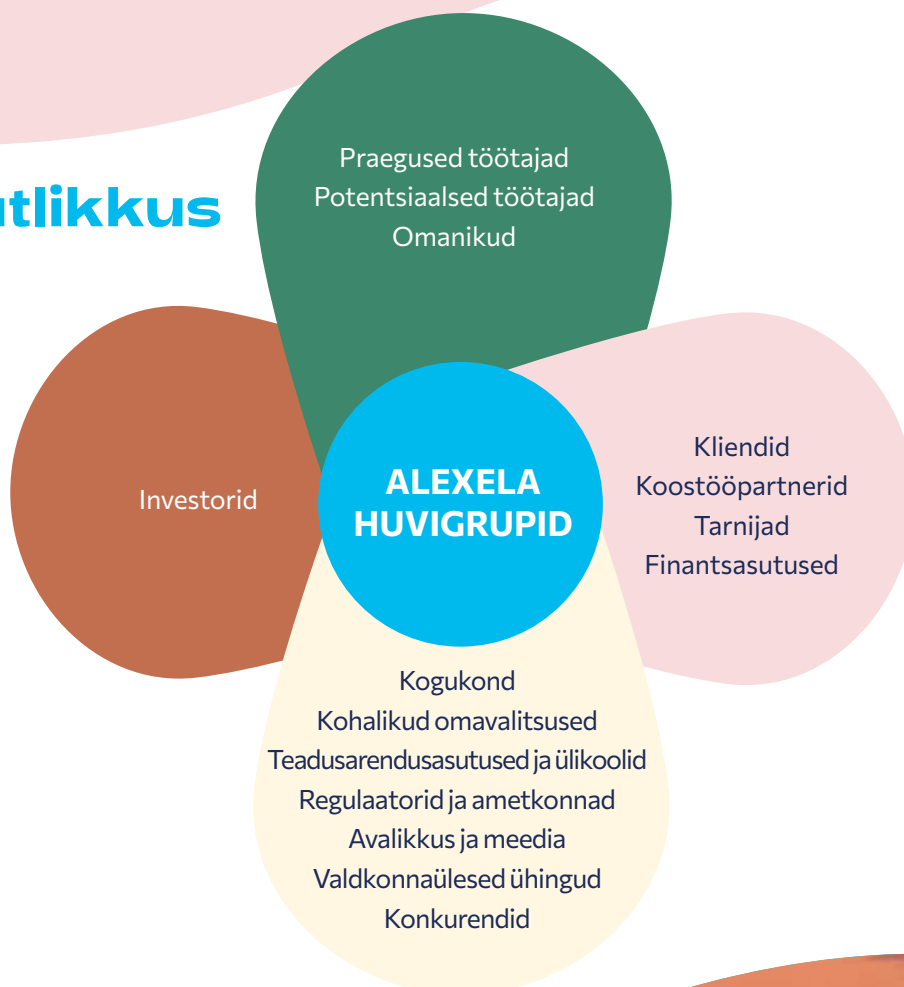 Praegused töötajad
Potentsiaalsed töötajad
Omanikud
utlikkus
Investorid
ALEXELA
HUVIGRUPID
Kliendid
Koostööpartnerid
Tarnijad
Finantsasutused
Kogukond
Kohalikud omavalitsused
Teadusarendusasutused ja ülikoolid
Regulaatorid ja ametkonnad
Avalikkus ja meedia
Valdkonnaülesed ühingud
Konkurendid